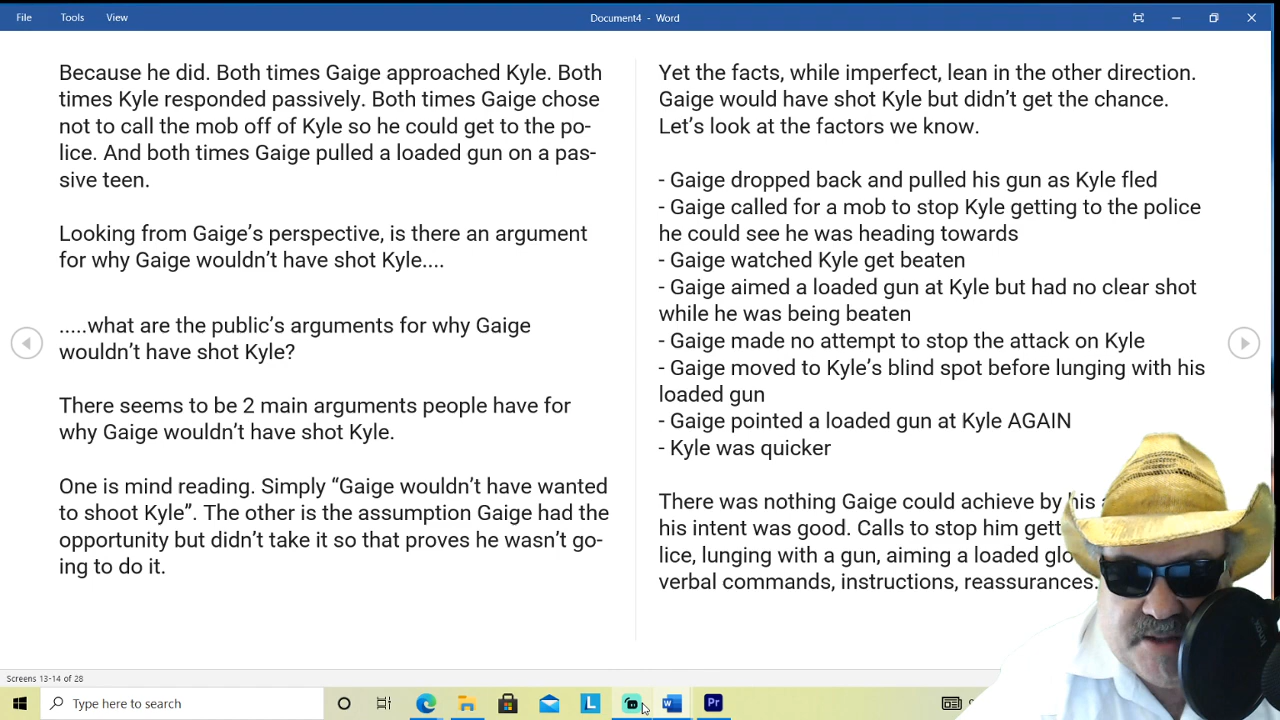 File Tools View
Document4 - Word
Because he did. Both times Gaige approached Kyle. Both
times Kyle responded passively. Both times Gaige chose
not to call the mob off of Kyle so he could get to the po-
lice. And both times Gaige pulled a loaded gun on a pas-
sive teen.
Looking from Gaige's perspective, is there an argument
for why Gaige wouldn't have shot Kyle....
.....what are the public's arguments for why Gaige
wouldn't have shot Kyle?
There seems to be 2 main arguments people have for
why Gaige wouldn't have shot Kyle.
One is mind reading. Simply “Gaige wouldn't have wanted
to shoot Kyle”. The other is the assumption Gaige had the
opportunity but didn't take it so that proves he wasn't go-
ing to do it.
Yet the facts, while imperfect, lean in the other direction.
Gaige would have shot Kyle but didn't get the chance.
Let's look at the factors we know.
- Gaige dropped back and pulled his gun as Kyle fled
- Gaige called for a mob to stop Kyle getting to the police
he could see he was heading towards
- Gaige watched Kyle get beaten
- Gaige aimed a loaded gun at Kyle but had no clear shot
while he was being beaten
- Gaige made no attempt to stop the attack on Kyle
- Gaige moved to Kyle's blind spot before lunging with his
loaded gun
- Gaige pointed a loaded gun at Kyle AGAIN
- Kyle was quicker
There was nothing Gaige could achieve by his
his intent was good. Calls to stop him
lice, lunging with a gun, aiming a loaded
verbal commands, instructions, reassurances.
Screens 13-14 of 28
Type here to search